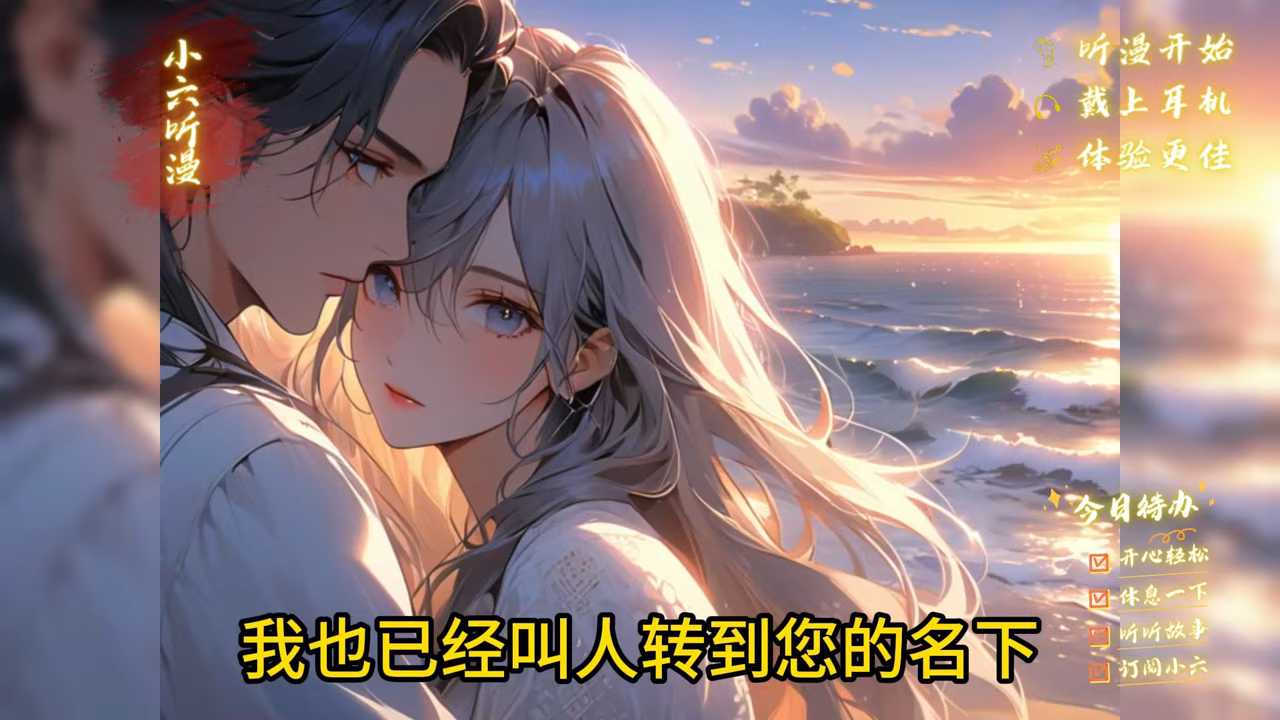 小六听漫
听漫开始
戴上耳机
体验更佳
今日待办
开心轻松
休息一下
听听故事
订阅小六
我也已经叫人转到您的名下